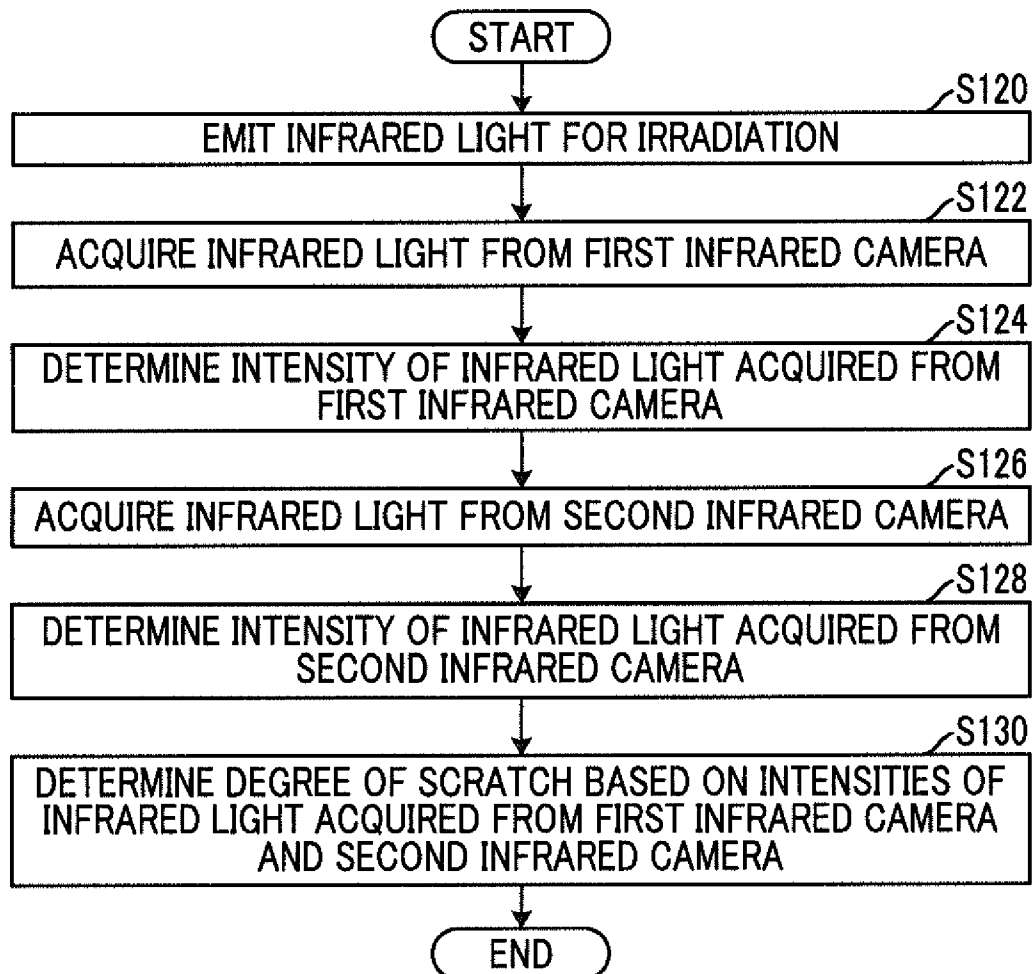 START
S120
EMIT INFRARED LIGHT FOR IRRADIATION
S122
ACQUIRE INFRARED LIGHT FROM FIRST INFRARED CAMERA
S124
DETERMINE INTENSITY OF INFRARED LIGHT ACQUIRED FROM
FIRST INFRARED CAMERA
S126
ACQUIRE INFRARED LIGHT FROM SECOND INFRARED CAMERA
S128
DETERMINE INTENSITY OF INFRARED LIGHT ACQUIRED FROM
SECOND INFRARED CAMERA
S130
DETERMINE DEGREE OF SCRATCH BASED ON INTENSITIES OF
INFRARED LIGHT ACQUIRED FROM FIRST INFRARED CAMERA
AND SECOND INFRARED CAMERA
END